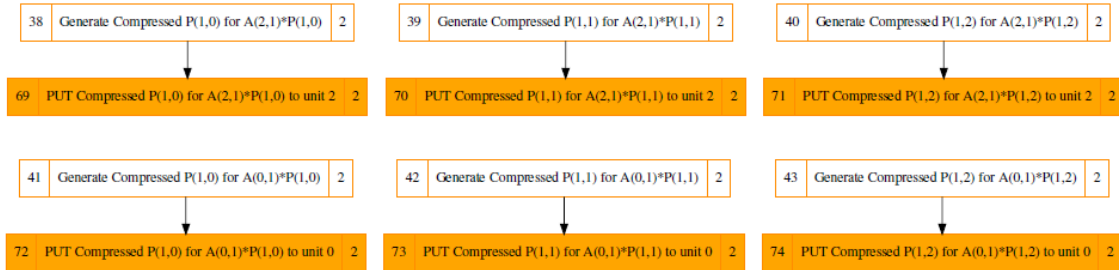 38 Generate Compressed P(1,0) for A(2,1)*P(1,0) 2
39 Generate Compressed P(1,1) for A(2,1)*P(1,1) 2
40 Generate Compressed P(1,2) for A(2,1)*P(1,2) 2
69 PUT Compressed P(1,0) for A(2,1)*P(1,0) to unit 2 2
70 PUT Compressed P(1,1) for A(2,1)*P(1,1) to unit 2 2
71 PUT Compressed P(1,2) for A(2,1)*P(1,2) to unit 2 2
41 Generate Compressed P(1,0) for A(0,1)*P(1,0) 2
42 Generate Compressed P(1,1) for A(0,1)*P(1,1) 2
43 Generate Compressed P(1,2) for A(0,1)*P(1,2) 2
72 PUT Compressed P(1,0) for A(0,1)*P(1,0) to unit 0 2
73 PUT Compressed P(1,1) for A(0,1)*P(1,1) to unit 0 2
74 PUT Compressed P(1,2) for A(0,1)*P(1,2) to unit 0 2